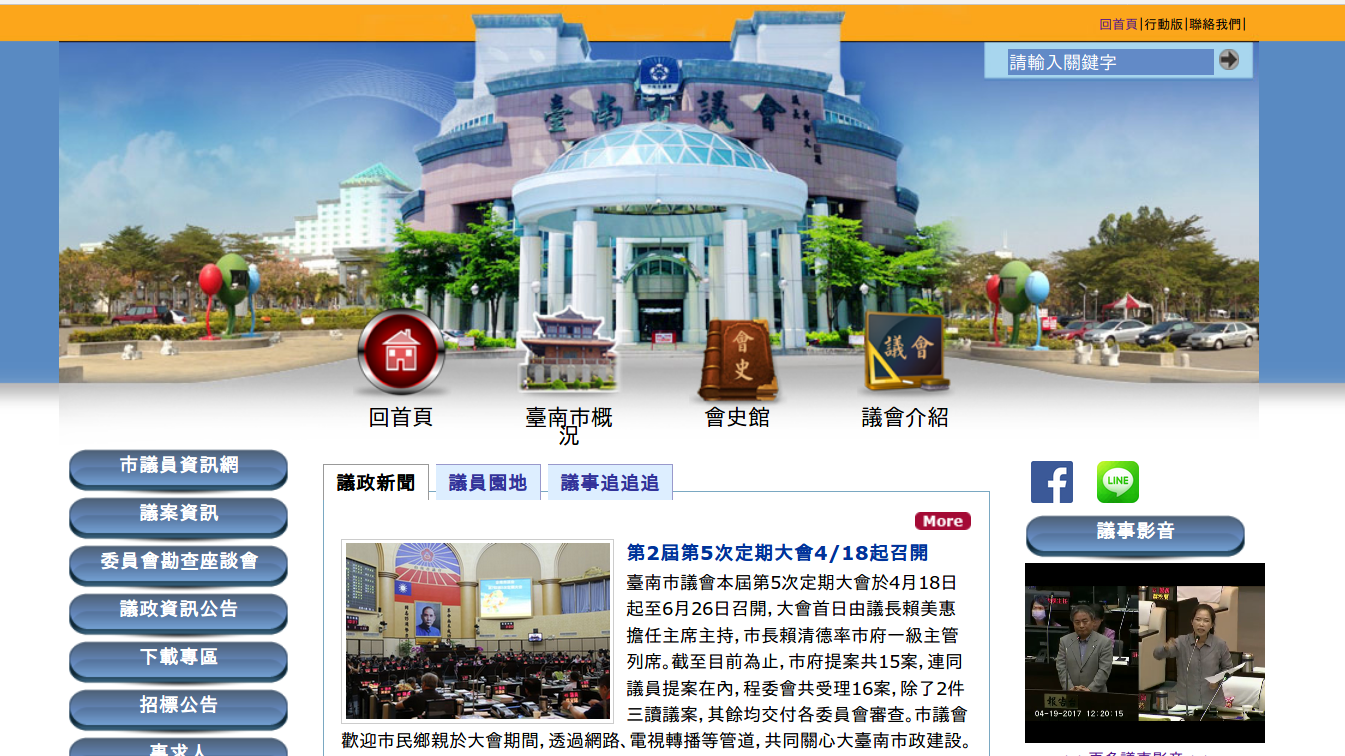 回首頁|行動版|聯絡我們|
請輸入關鍵字
臺南市議會
會史
議會
回首頁
臺南市概況
會史館
議會介紹
市議員資訊網
議案資訊
委員會勘查座談會
議政資訊公告
下載專區
招標公告
議政新聞
議員園地
議事追追追
More
第2屆第5次定期大會4/18起召開
臺南市議會本屆第5次定期大會於4月18日
起至6月26日召開，大會首日由議長賴美惠
擔任主席主持，市長賴清德率市府一級主管
列席。截至目前為止，市府提案共15案，連同
議員提案在內，程委會共受理16案，除了2件
三讀議案，其餘均交付各委員會審查。市議會
歡迎市民鄉親於大會期間，透過網路、電視轉播等管道，共同關心大臺南市政建設。
LINE
議事影音
04-19-2017 12:20:15